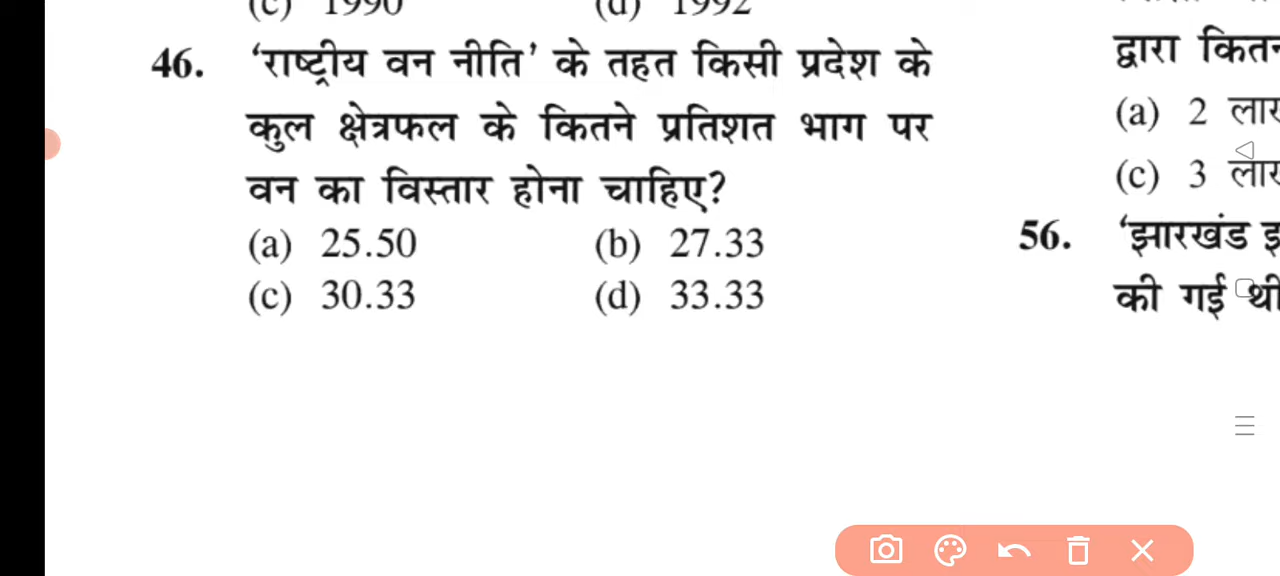 (c) 1990 (d) 1992
46. ‘राष्ट्रीय वन नीति’ के तहत किसी प्रदेश के
कुल क्षेत्रफल के कितने प्रतिशत भाग पर
वन का विस्तार होना चाहिए?
(a) 25.50 (b) 27.33
(c) 30.33 (d) 33.33
द्वारा
(a) 2
(c) 3
56. ‘झारखंड
की गई थी